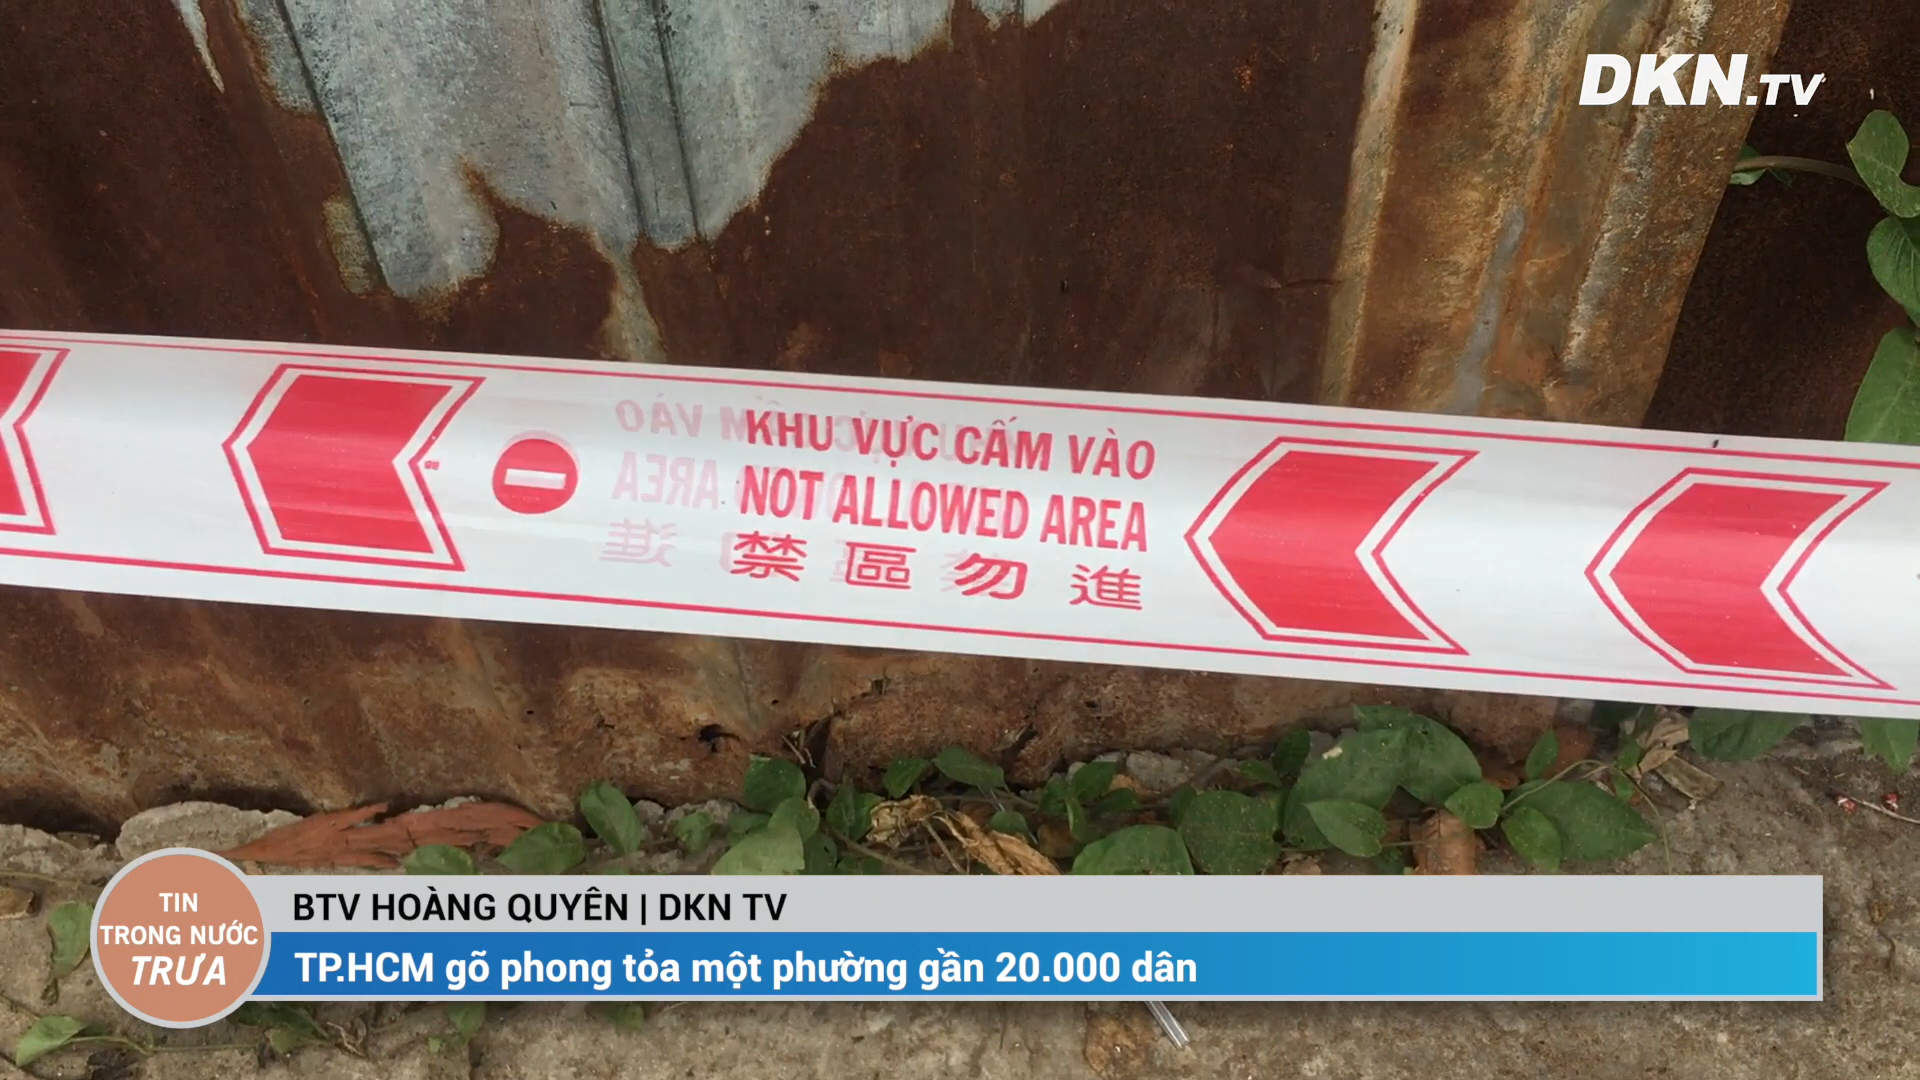 DKN.TV
KHU VỰC CẤM VÀO
NOT ALLOWED AREA
禁區勿進
BTV HOÀNG QUYÊN | DKN TV
TIN
TRONG NƯỚC
TRƯA
TP.HCM gõ phong tỏa một phường gần 20.000 dân